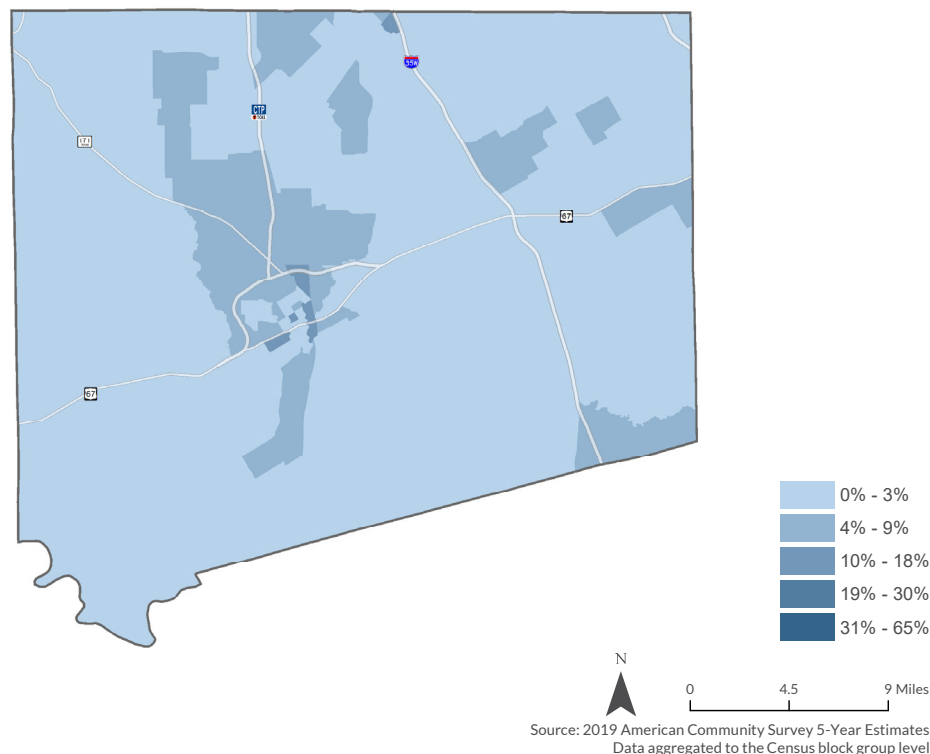 35W
CTP
TOLL
171
67
67
0% - 3%
4% - 9%
10% - 18%
19% - 30%
31% - 65%
N
0 4.5 9 Miles
Source: 2019 American Community Survey 5-Year Estimates
Data aggregated to the Census block group level